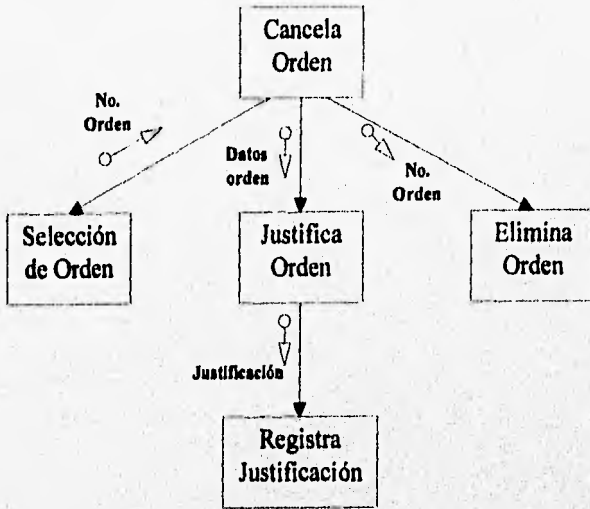 Cancela
Orden
No.
Orden
Datos
orden
No.
Orden
Selección
de Orden
Justifica
Orden
Elimina
Orden
Justificación
Registra
Justificación